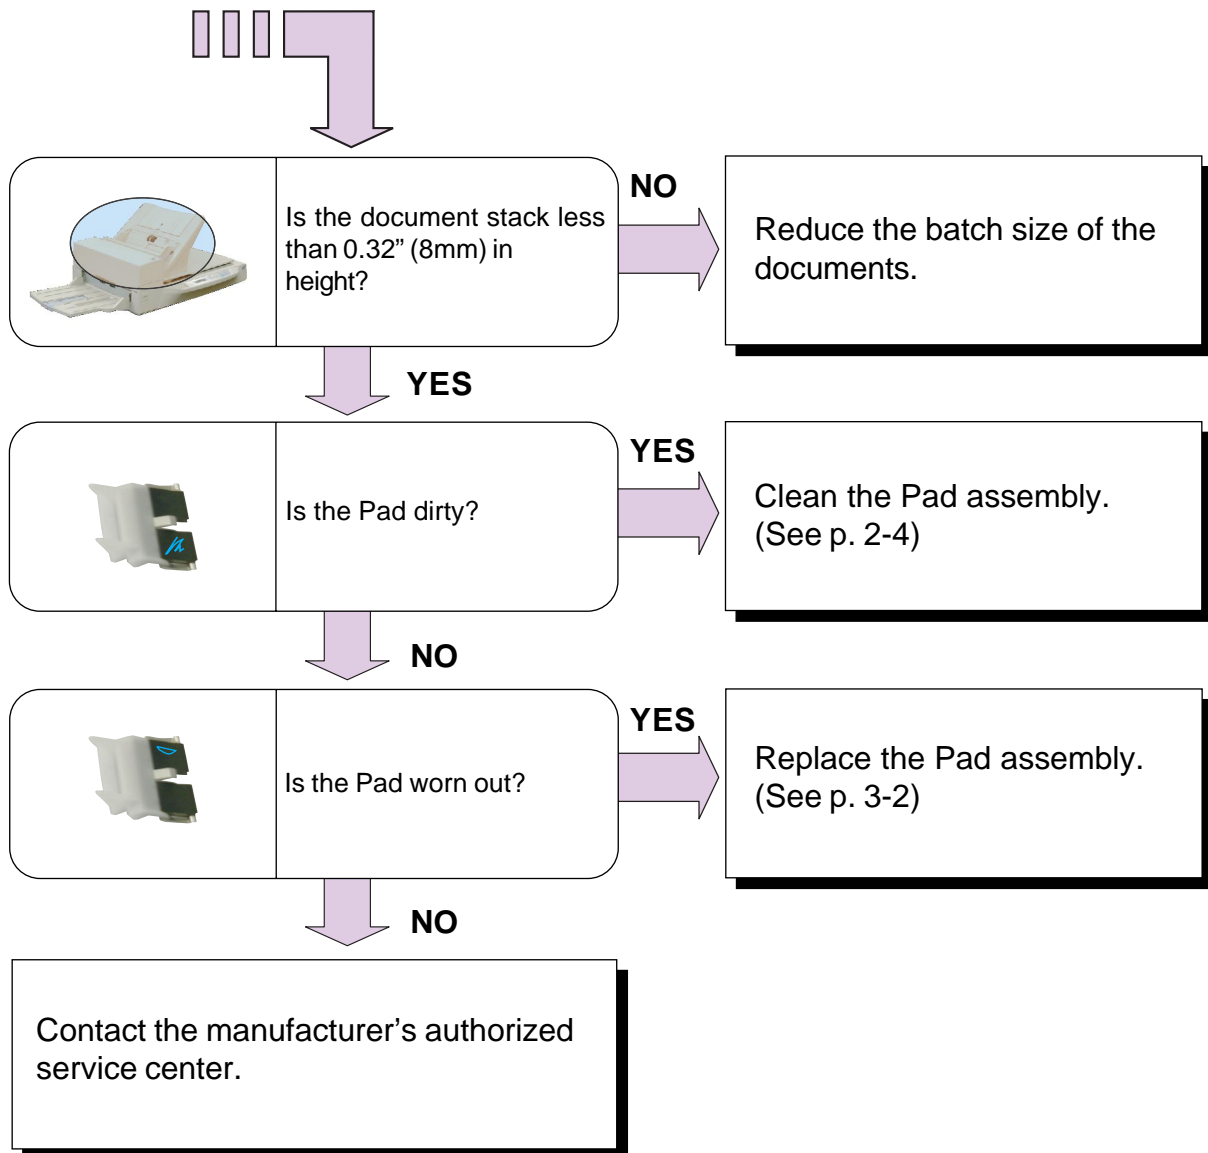 Is the document stack less
than 0.32” (8mm) in
height?
NO
Reduce the batch size of the
documents.
YES
Is the Pad dirty?
YES
Clean the Pad assembly.
(See p. 2-4)
NO
Is the Pad worn out?
YES
Replace the Pad assembly.
(See p. 3-2)
NO
Contact the manufacturer’s authorized
service center.